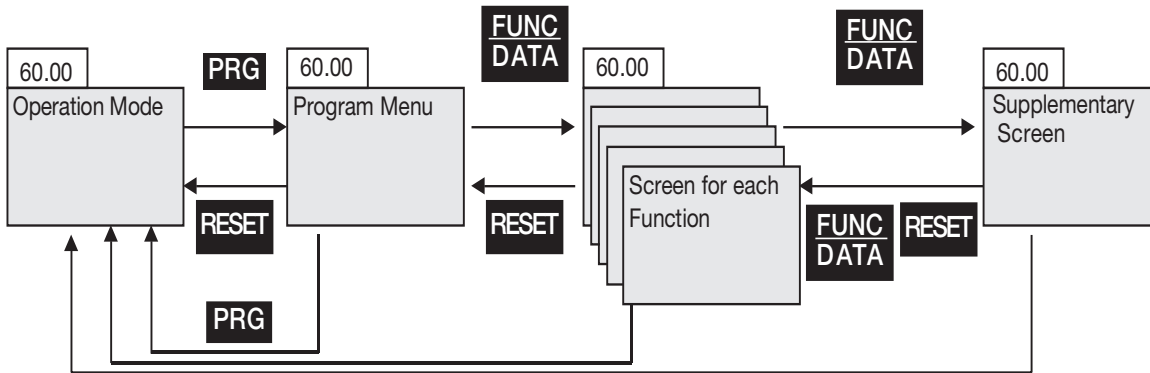 60.00
Operation Mode
PRG
60.00
Program Menu
FUNC
DATA
60.00
FUNC
DATA
60.00
Supplementary
Screen
RESET
RESET
Screen for each
Function
FUNC
DATA
RESET
PRG